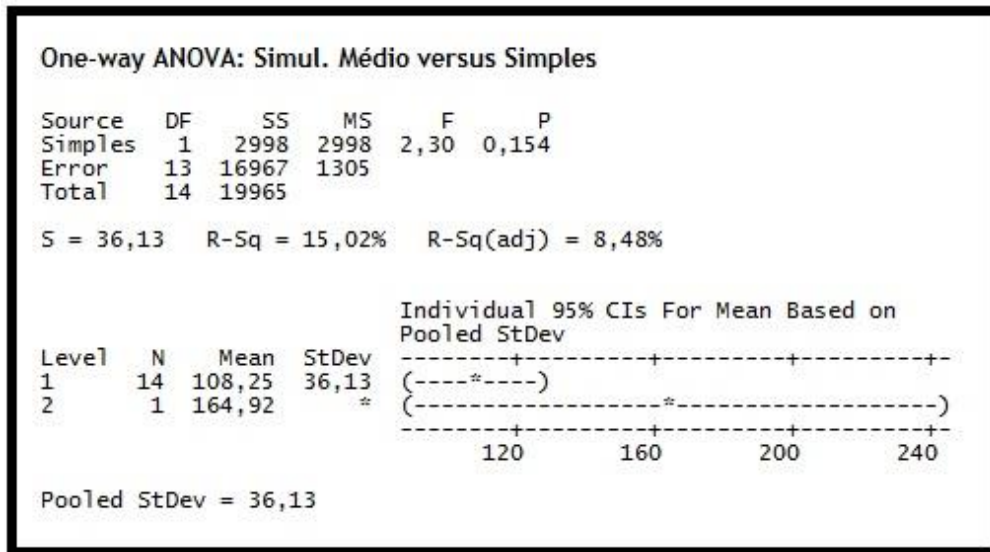 One-way ANOVA: Simul. Médio versus Simples
Source   DF     SS    MS     F      P
Simples   1   2998  2998  2,30  0,154
Error    13  16967  1305
Total    14  19965
S = 36,13   R-Sq = 15,02%   R-Sq(adj) = 8,48%
Individual 95% CIs For Mean Based on
Pooled StDev
Level   N    Mean  StDev  --------+---------+---------+---------+-
1      14  108,25  36,13  (----*----)
2       1  164,92      *  (------------------*-------------------)
--------+---------+---------+---------+-
120       160       200       240
Pooled StDev = 36,13